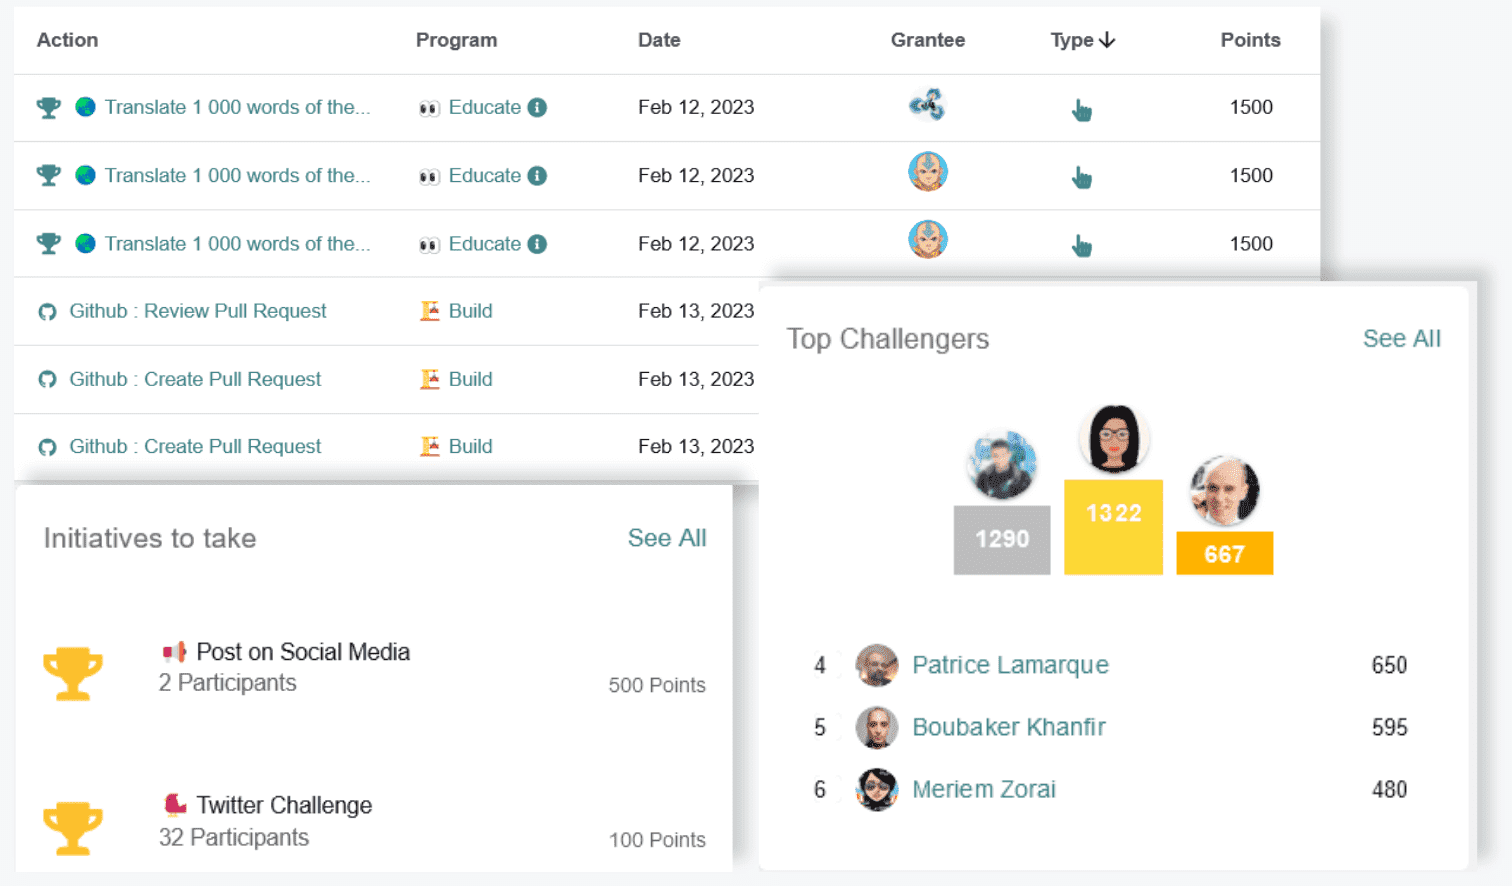 Action Program Date Grantee Type Points
Translate 1 000 words of the... Educate Feb 12, 2023 1500
Translate 1 000 words of the... Educate Feb 12, 2023 1500
Translate 1 000 words of the... Educate Feb 12, 2023 1500
Github : Review Pull Request Build Feb 13, 2023
Github : Create Pull Request Build Feb 13, 2023
Github : Create Pull Request Build Feb 13, 2023
Initiatives to take See All
Post on Social Media
2 Participants 500 Points
Twitter Challenge
32 Participants 100 Points
Top Challengers See All
1322
1290
667
4 Patrice Lamarque 650
5 Boubaker Khanfir 595
6 Meriem Zorai 480